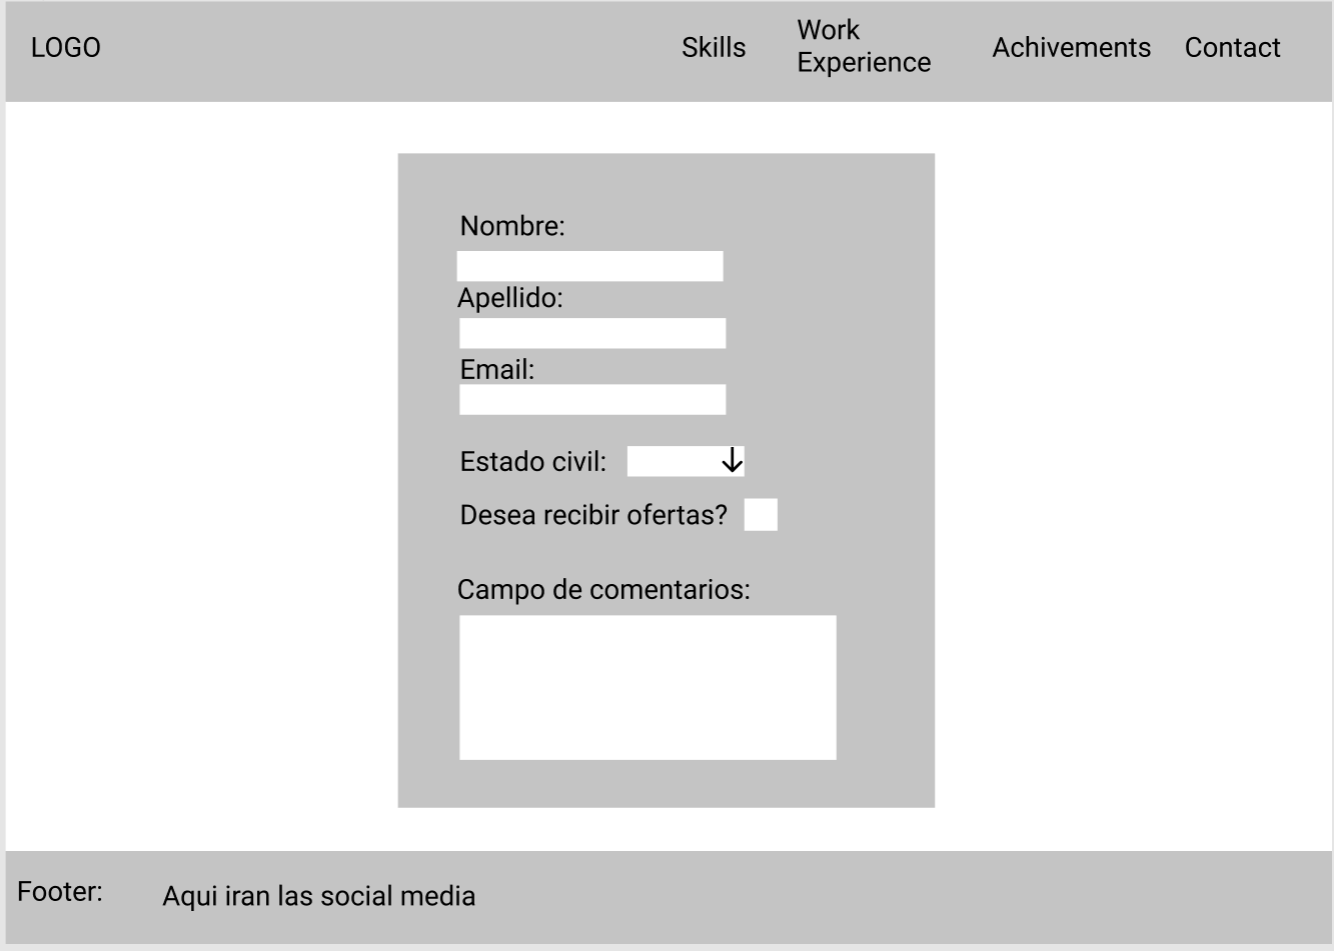 LOGO
Skills
Work
Experience
Achivements
Contact
Nombre:
Apellido:
Email:
Estado civil:
Desea recibir ofertas?
Campo de comentarios:
Footer:
Aqui iran las social media